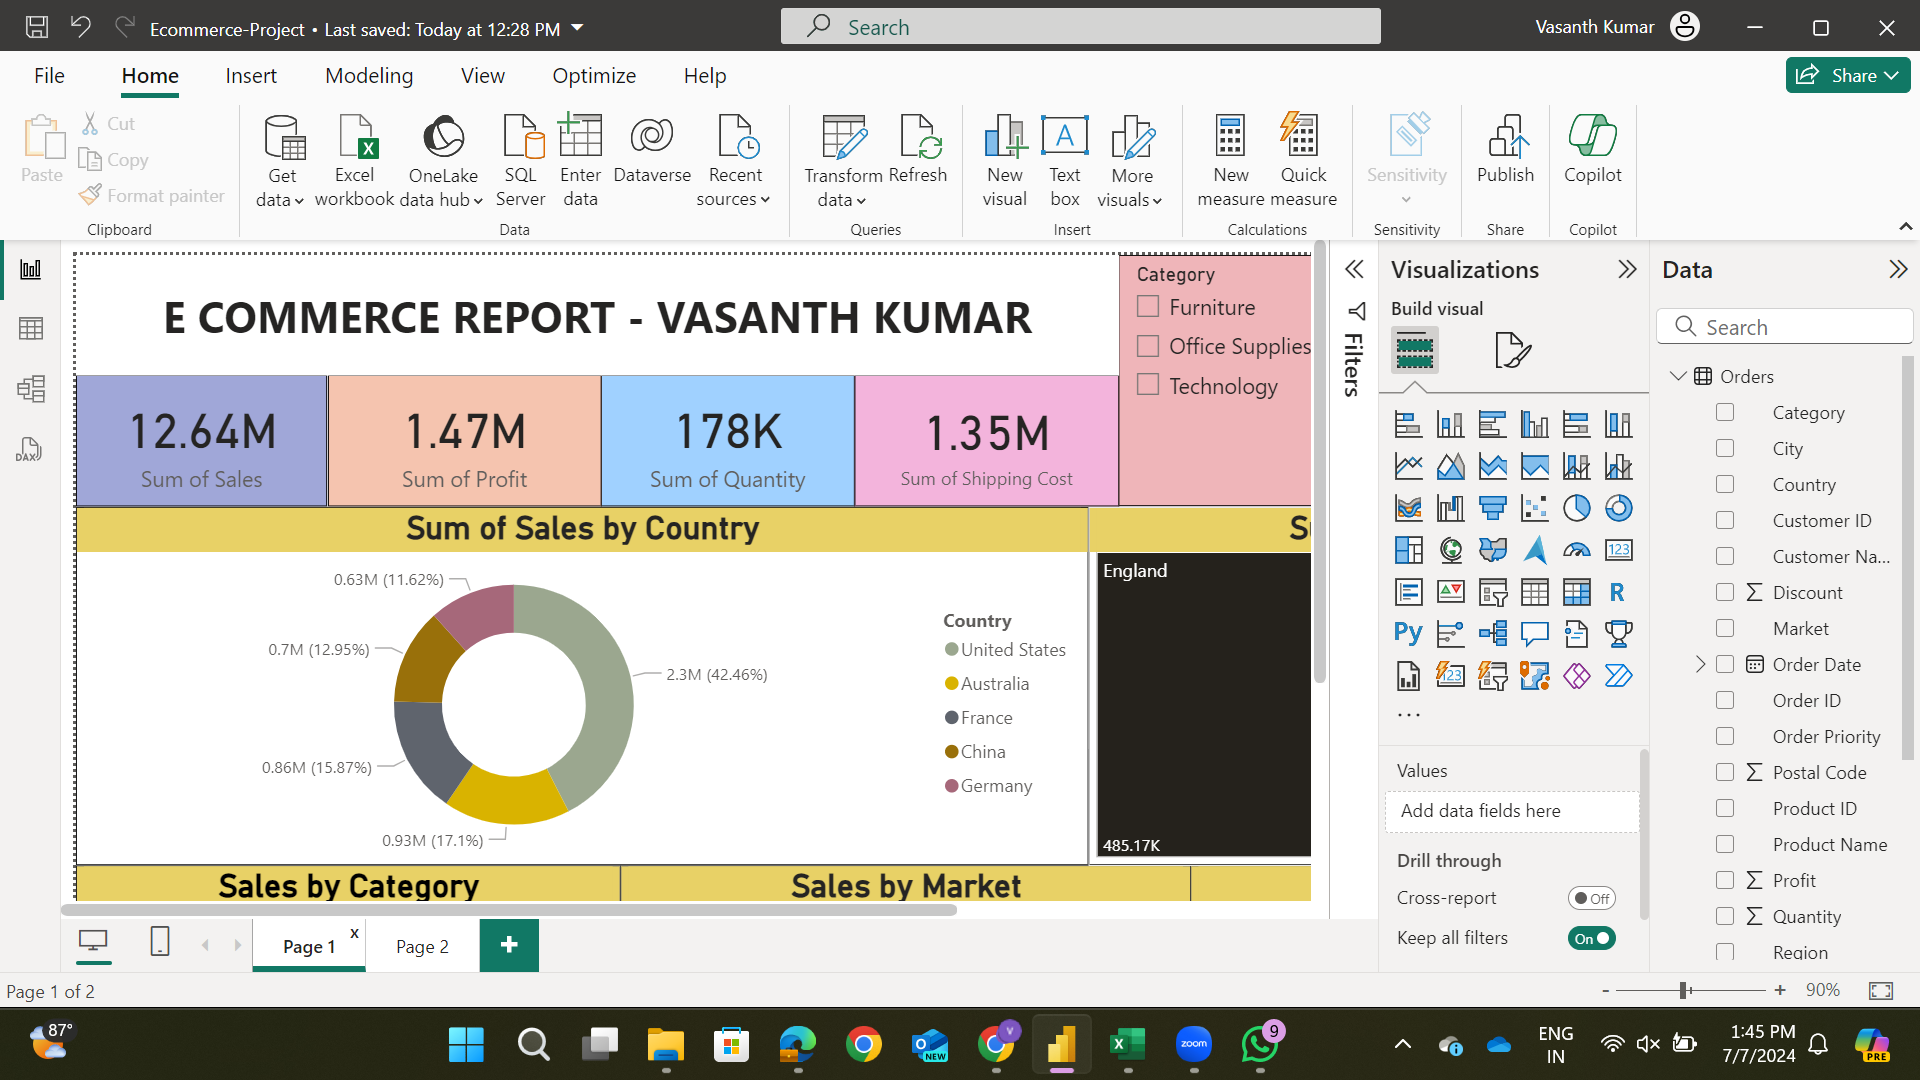 Ecommerce-Project • Last saved: Today at 12:28 PM
Search
Vasanth Kumar
File Home Insert Modeling View Optimize Help
Share
Paste
Cut
Copy
Format painter
Clipboard
Get data
Excel workbook
OneLake data hub
SQL Server
Enter data
Dataverse
Recent sources
Data
Transform data
Refresh
Queries
New visual
Text box
More visuals
Insert
New measure
Quick measure
Calculations
Sensitivity
Sensitivity
Publish
Share
Copilot
Copilot
E COMMERCE REPORT - VASANTH KUMAR
12.64M
Sum of Sales
1.47M
Sum of Profit
178K
Sum of Quantity
1.35M
Sum of Shipping Cost
Category
Furniture
Office Supplies
Technology
Sum of Sales by Country
0.63M (11.62%)
0.7M (12.95%)
2.3M (42.46%)
0.86M (15.87%)
0.93M (17.1%)
Country
United States
Australia
France
China
Germany
England
485.17K
Sales by Category
Sales by Market
Filters
Visualizations
Build visual
123
R
Py
123
...
Values
Add data fields here
Drill through
Cross-report
Off
Keep all filters
On
Data
Search
Orders
Category
City
Country
Customer ID
Customer Na...
Discount
Market
Order Date
Order ID
Order Priority
Postal Code
Product ID
Product Name
Profit
Quantity
Region
DAX
Page 1 x
Page 2
+
Page 1 of 2
- + 90%
87°
NEW
V
zoom
9
ENG
IN
1:45 PM
7/7/2024
PRE